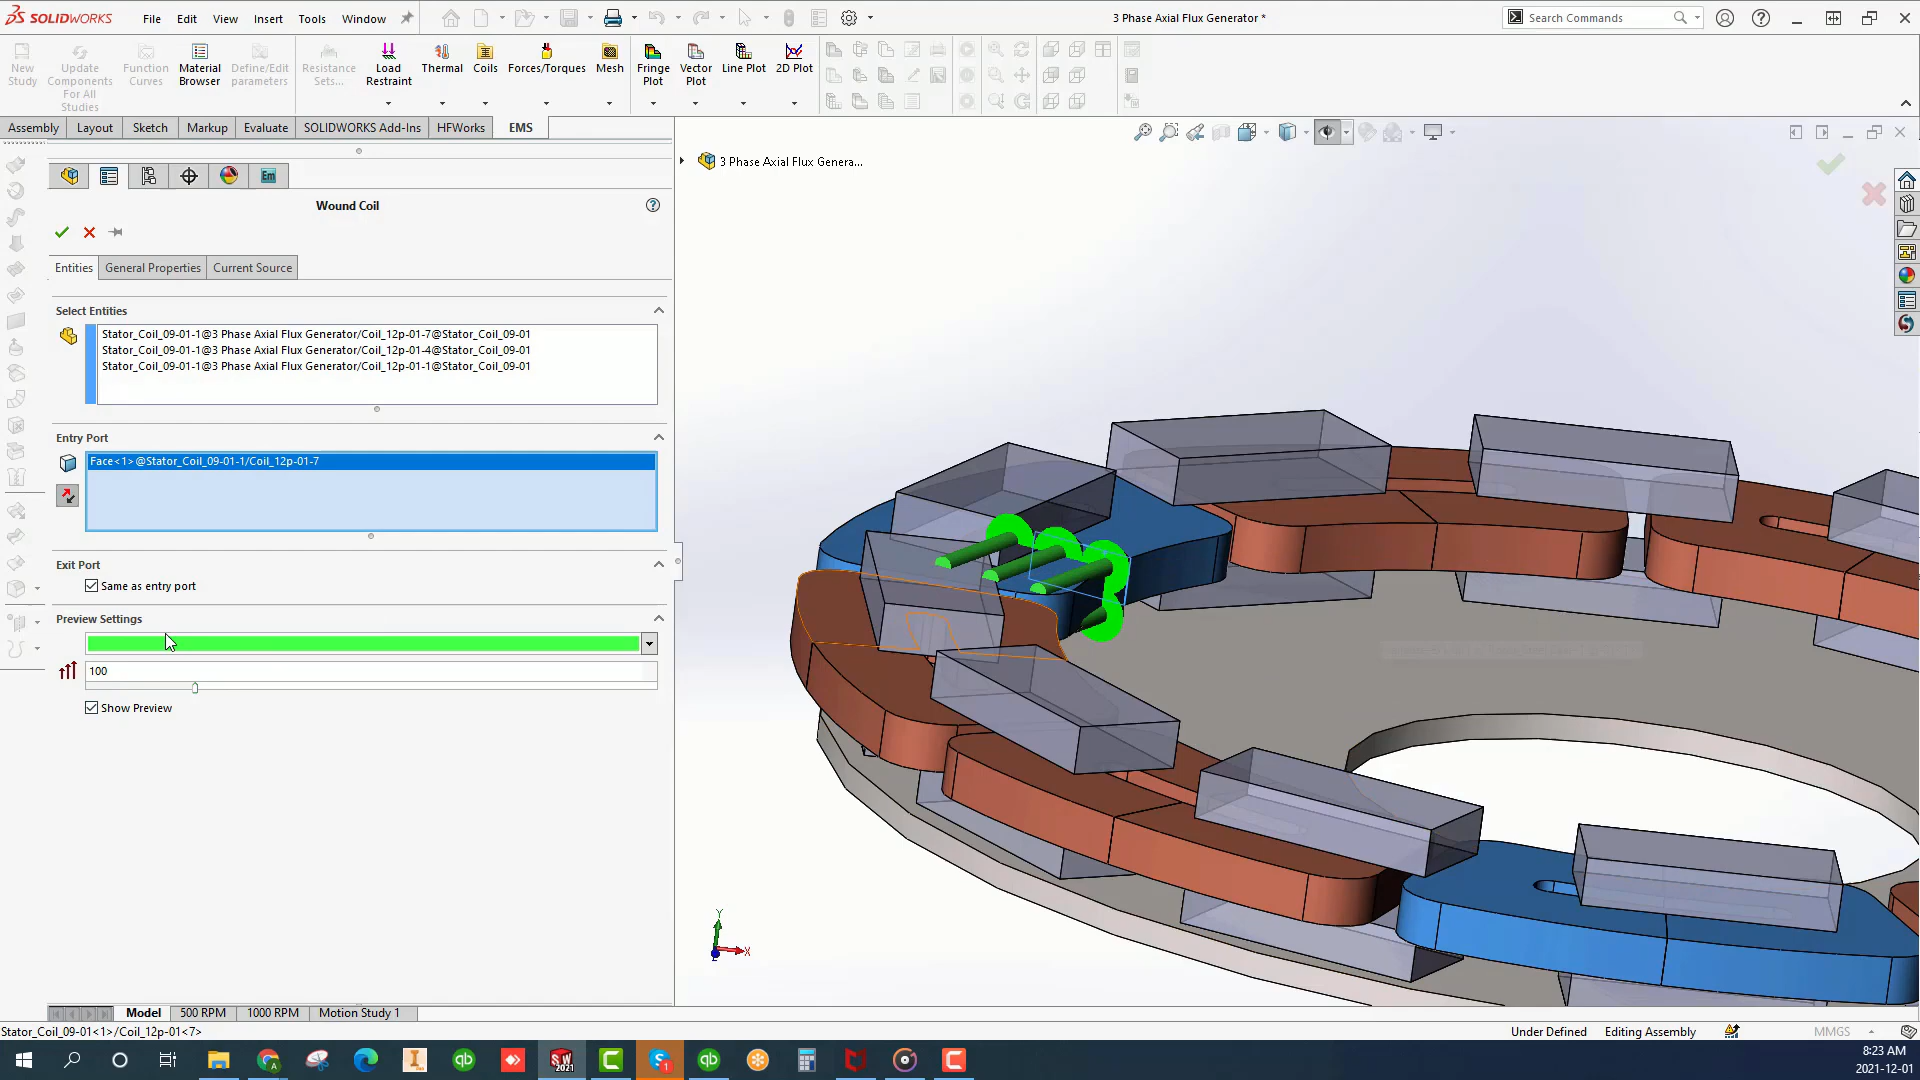 SOLIDWORKS File Edit View Insert Tools Window 3 Phase Axial Flux Generator * Search Commands
New Study
Update Components For All Studies
Function Curves
Material Browser
Define/Edit parameters
Resistance Sets...
Load Restraint
Thermal
Coils
Forces/Torques
Mesh
Fringe Plot
Vector Plot
Line Plot
2D Plot
Assembly Layout Sketch Markup Evaluate SOLIDWORKS Add-Ins HFWorks EMS
3 Phase Axial Flux Genera...
Wound Coil
Entities General Properties Current Source
Select Entities
Stator_Coil_09-01-1@3 Phase Axial Flux Generator/Coil_12p-01-7@Stator_Coil_09-01
Stator_Coil_09-01-1@3 Phase Axial Flux Generator/Coil_12p-01-4@Stator_Coil_09-01
Stator_Coil_09-01-1@3 Phase Axial Flux Generator/Coil_12p-01-1@Stator_Coil_09-01
Entry Port
Face<1>@Stator_Coil_09-01-1/Coil_12p-01-7
Exit Port
Same as entry port
Preview Settings
100
Show Preview
Y
X
Model 500 RPM 1000 RPM Motion Study 1
Stator_Coil_09-01<1>/Coil_12p-01<7> Under Defined Editing Assembly MMGS
8:23 AM
2021-12-01